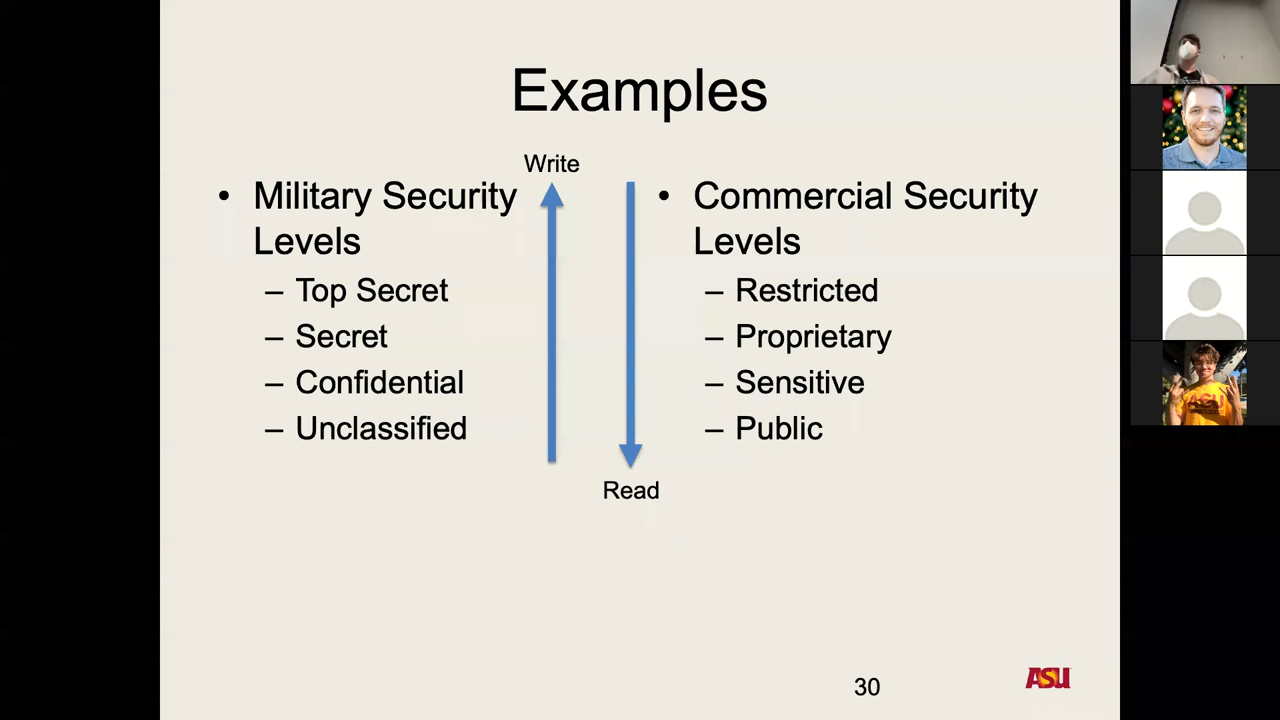 Examples
Write
• Military Security
Levels
– Top Secret
– Secret
– Confidential
– Unclassified
• Commercial Security
Levels
– Restricted
– Proprietary
– Sensitive
– Public
Read
30
ASU
ASU